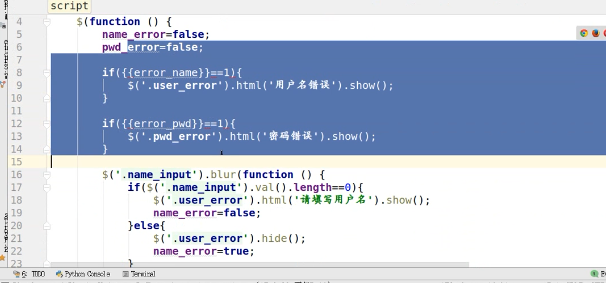 script
4 $(function () {
5 name_error=false;
6 pwd_error=false;
7
8 if({{error_name}}==1){
9 $('.user_error').html('用户名错误').show();
10 }
11
12 if({{error_pwd}}==1){
13 $('.pwd_error').html('密码错误').show();
14 }
15
16 $('.name_input').blur(function () {
17 if($('.name_input').val().length==0){
18 $('.user_error').html('请填写用户名').show();
19 name_error=false;
20 }else{
21 $('.user_error').hide();
22 name_error=true;
23 }
6: TODO Python Console Terminal